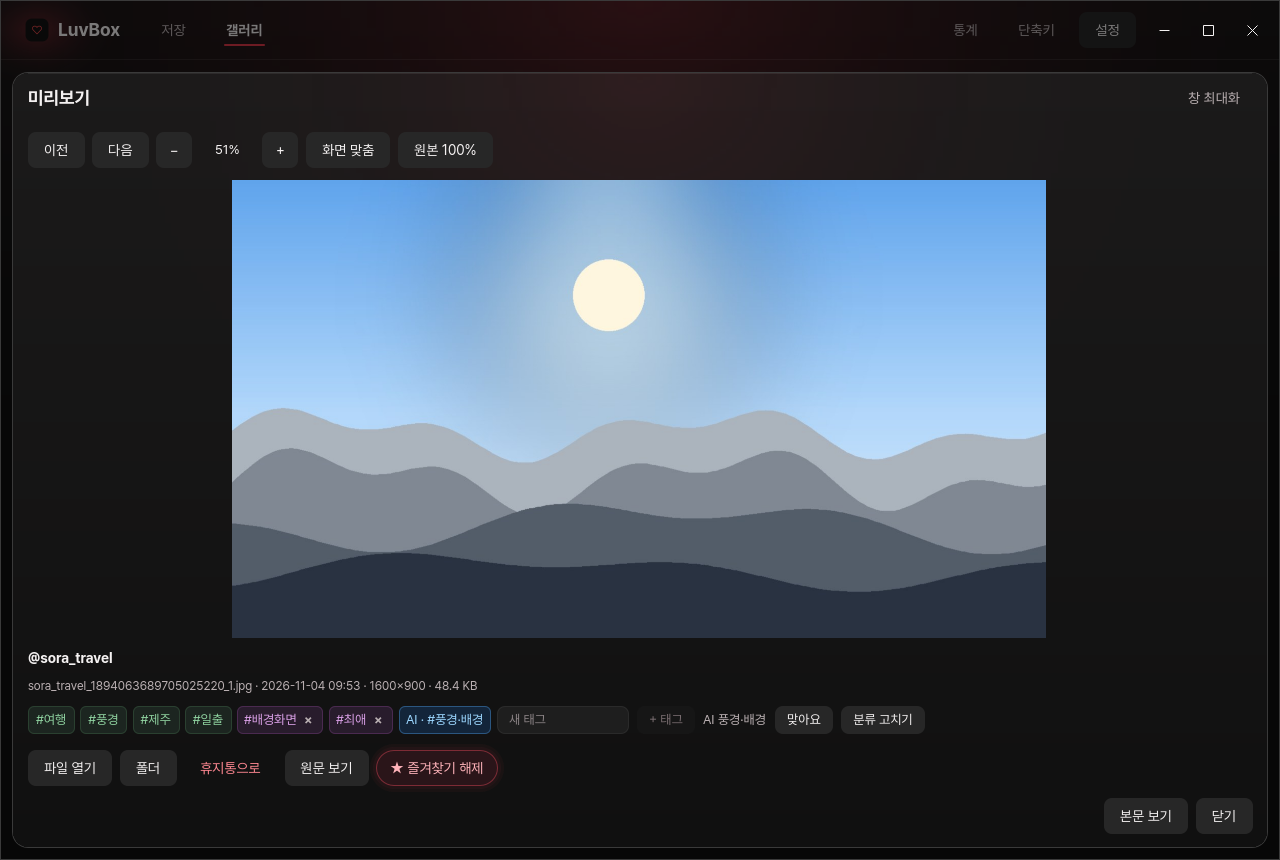 LuvBox 저장 갤러리 통계 단축키 설정
미리보기 창 최대화
이전 다음 − 51% + 화면 맞춤 원본 100%
@sora_travel
sora_travel_1894063689705025220_1.jpg · 2026-11-04 09:53 · 1600×900 · 48.4 KB
#여행 #풍경 #제주 #일출 #배경화면 × #최애 × AI · #풍경·배경 새 태그 + 태그 AI 풍경·배경 맞아요 분류 고치기
파일 열기 폴더 휴지통으로 원문 보기 ★ 즐겨찾기 해제
본문 보기 닫기